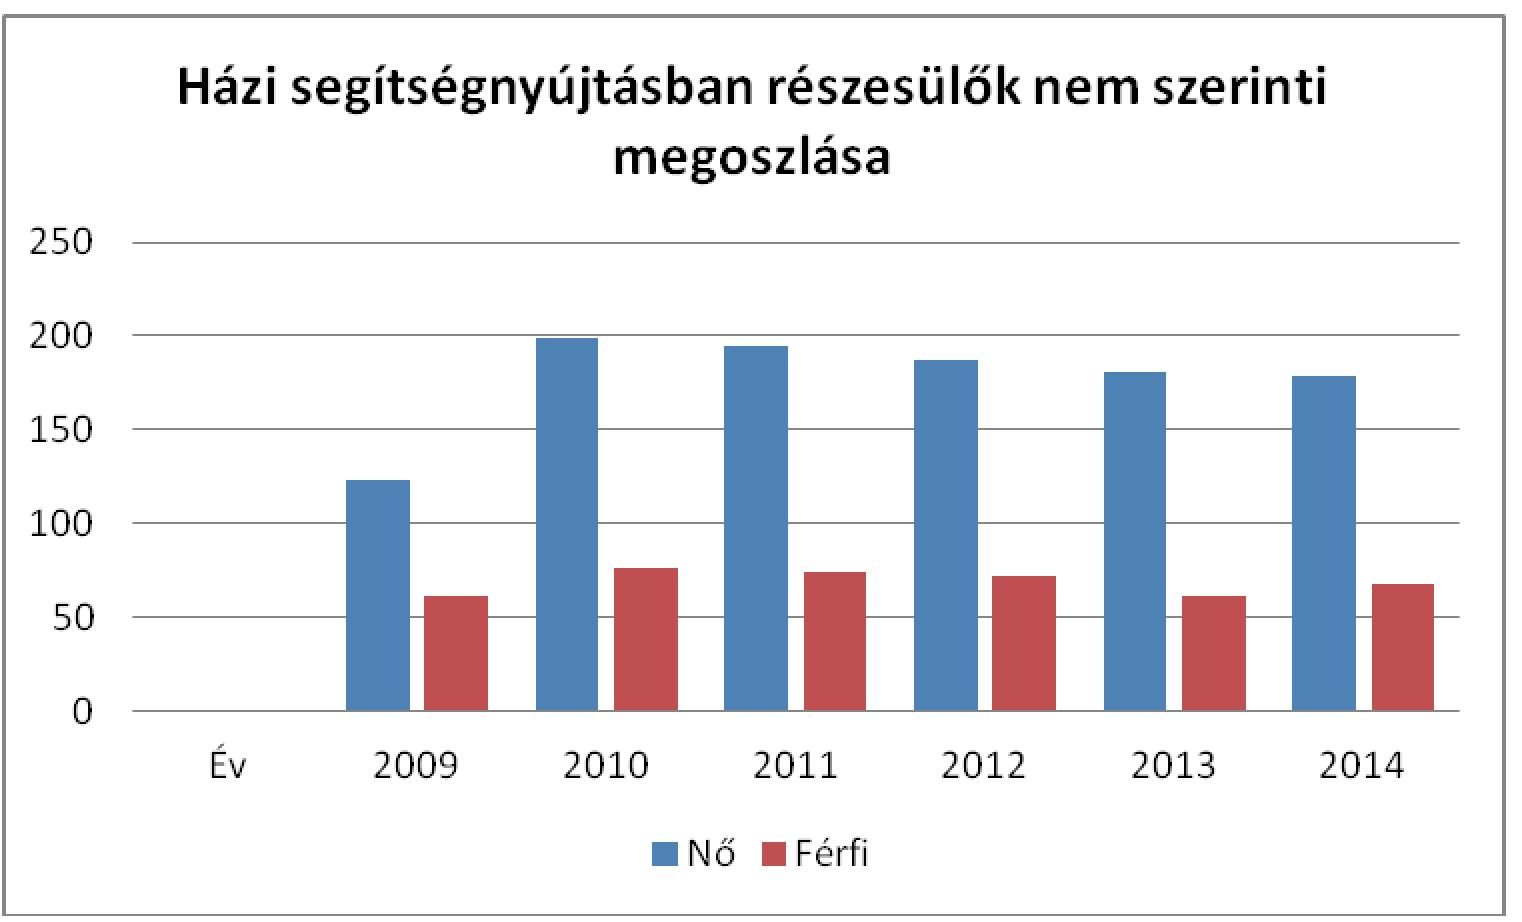 Házi segítségnyújtásban részesülők nem szerinti
megoszlása
250
200
150
100
50
0
Év 2009 2010 2011 2012 2013 2014
Nő Férfi